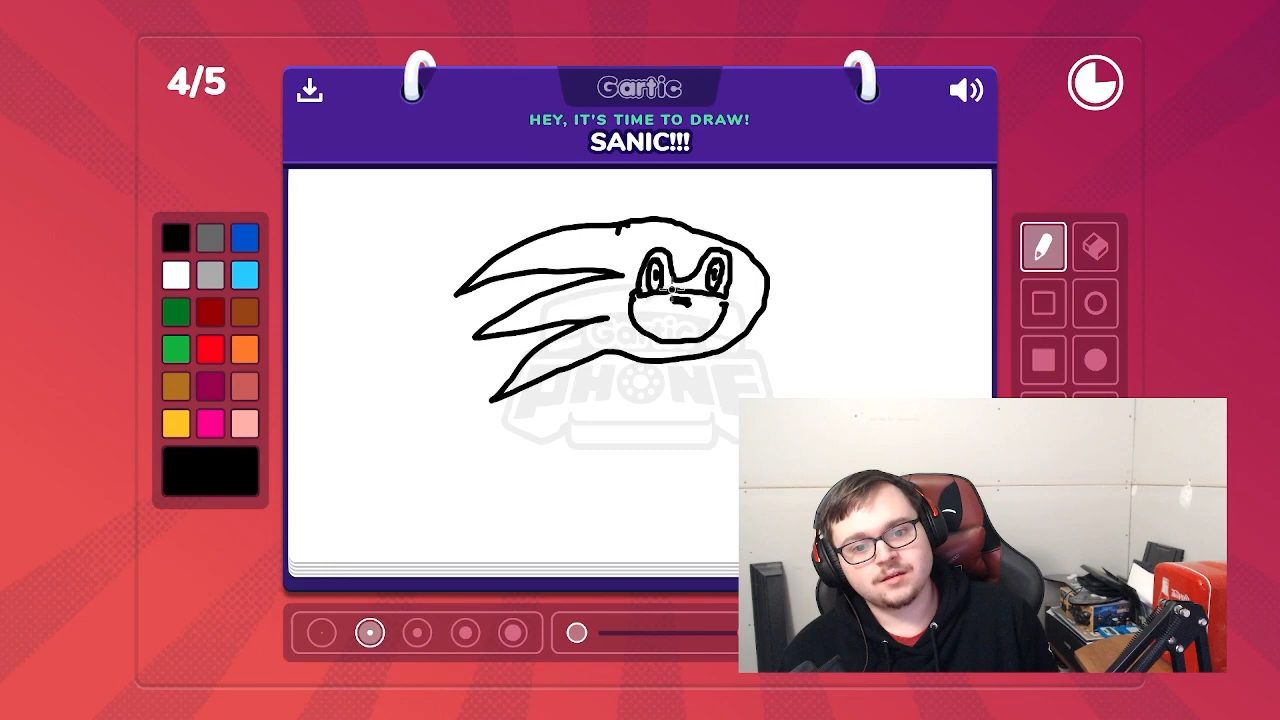 4/5
Gartic
HEY, IT'S TIME TO DRAW!
SANIC!!!
Gartic
PHONE